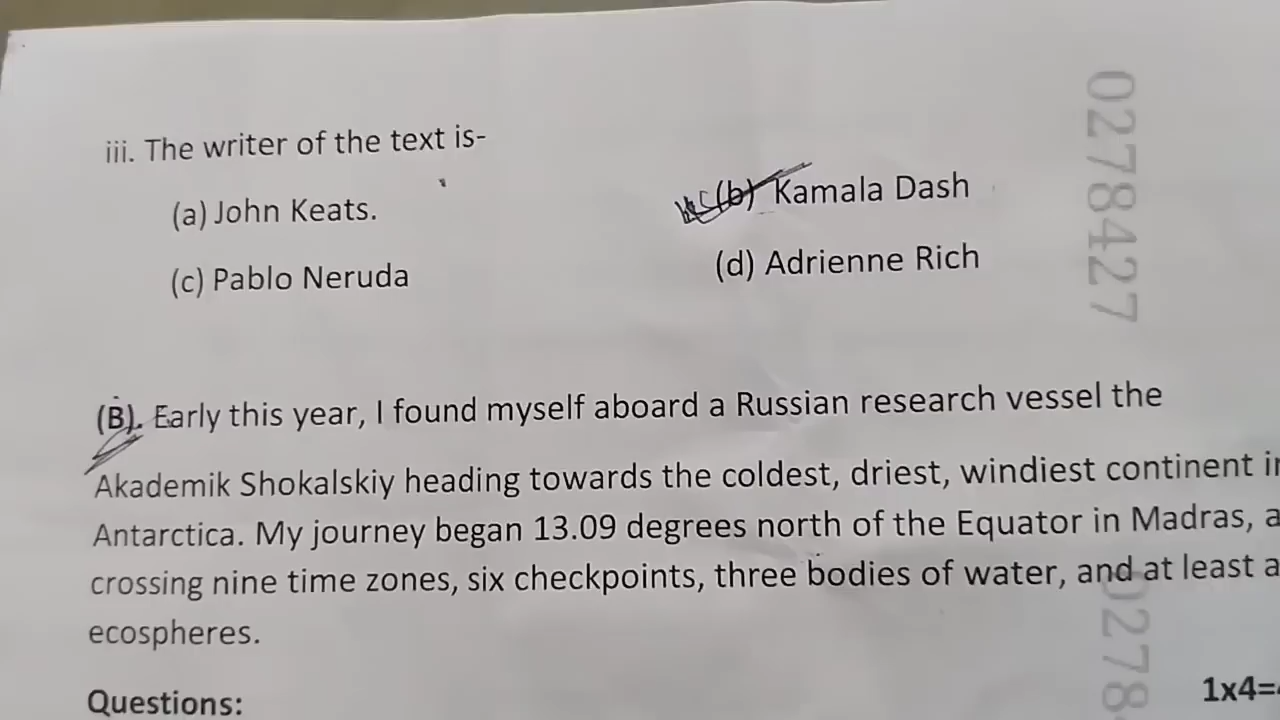 iii. The writer of the text is-
(a) John Keats.
(b) Kamala Dash
(c) Pablo Neruda
(d) Adrienne Rich
0278427
(B). Early this year, I found myself aboard a Russian research vessel the
Akademik Shokalskiy heading towards the coldest, driest, windiest continent
Antarctica. My journey began 13.09 degrees north of the Equator in Madras,
crossing nine time zones, six checkpoints, three bodies of water, and at least
ecospheres.
0278
Questions:
1x4=